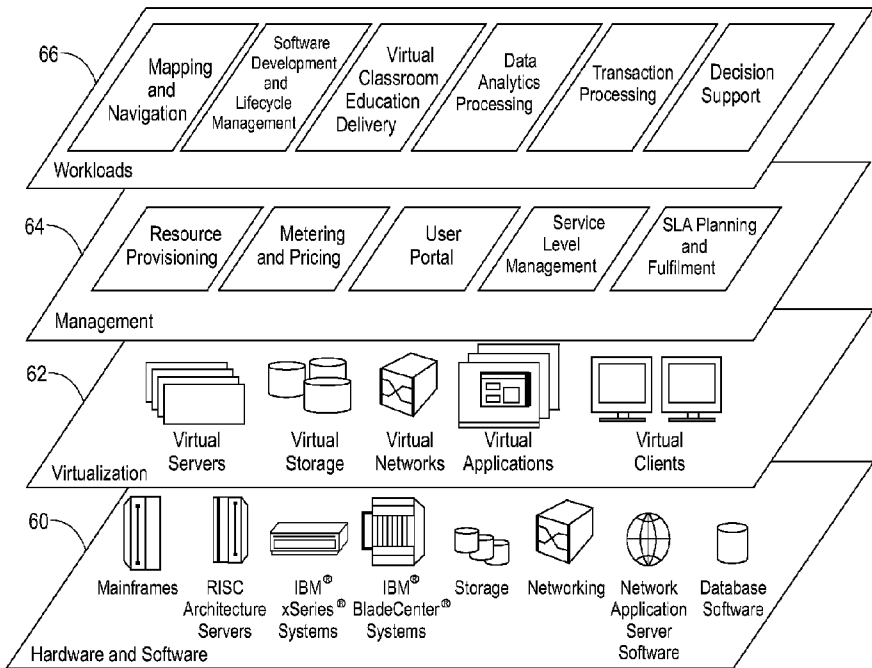 66
Mapping
and
Navigation
Software
Development
and
Lifecycle
Management
Virtual
Classroom
Education
Delivery
Data
Analytics
Processing
Transaction
Processing
Decision
Support
Workloads
64
Resource
Provisioning
Metering
and Pricing
User
Portal
Service
Level
Management
SLA Planning
and
Fulfilment
Management
62
Virtual
Servers
Virtual
Storage
Virtual
Networks
Virtual
Applications
Virtual
Clients
Virtualization
60
Mainframes
RISC
Architecture
Servers
IBM®
xSeries®
Systems
IBM®
BladeCenter®
Systems
Storage
Networking
Network
Application
Server
Software
Database
Software
Hardware and Software